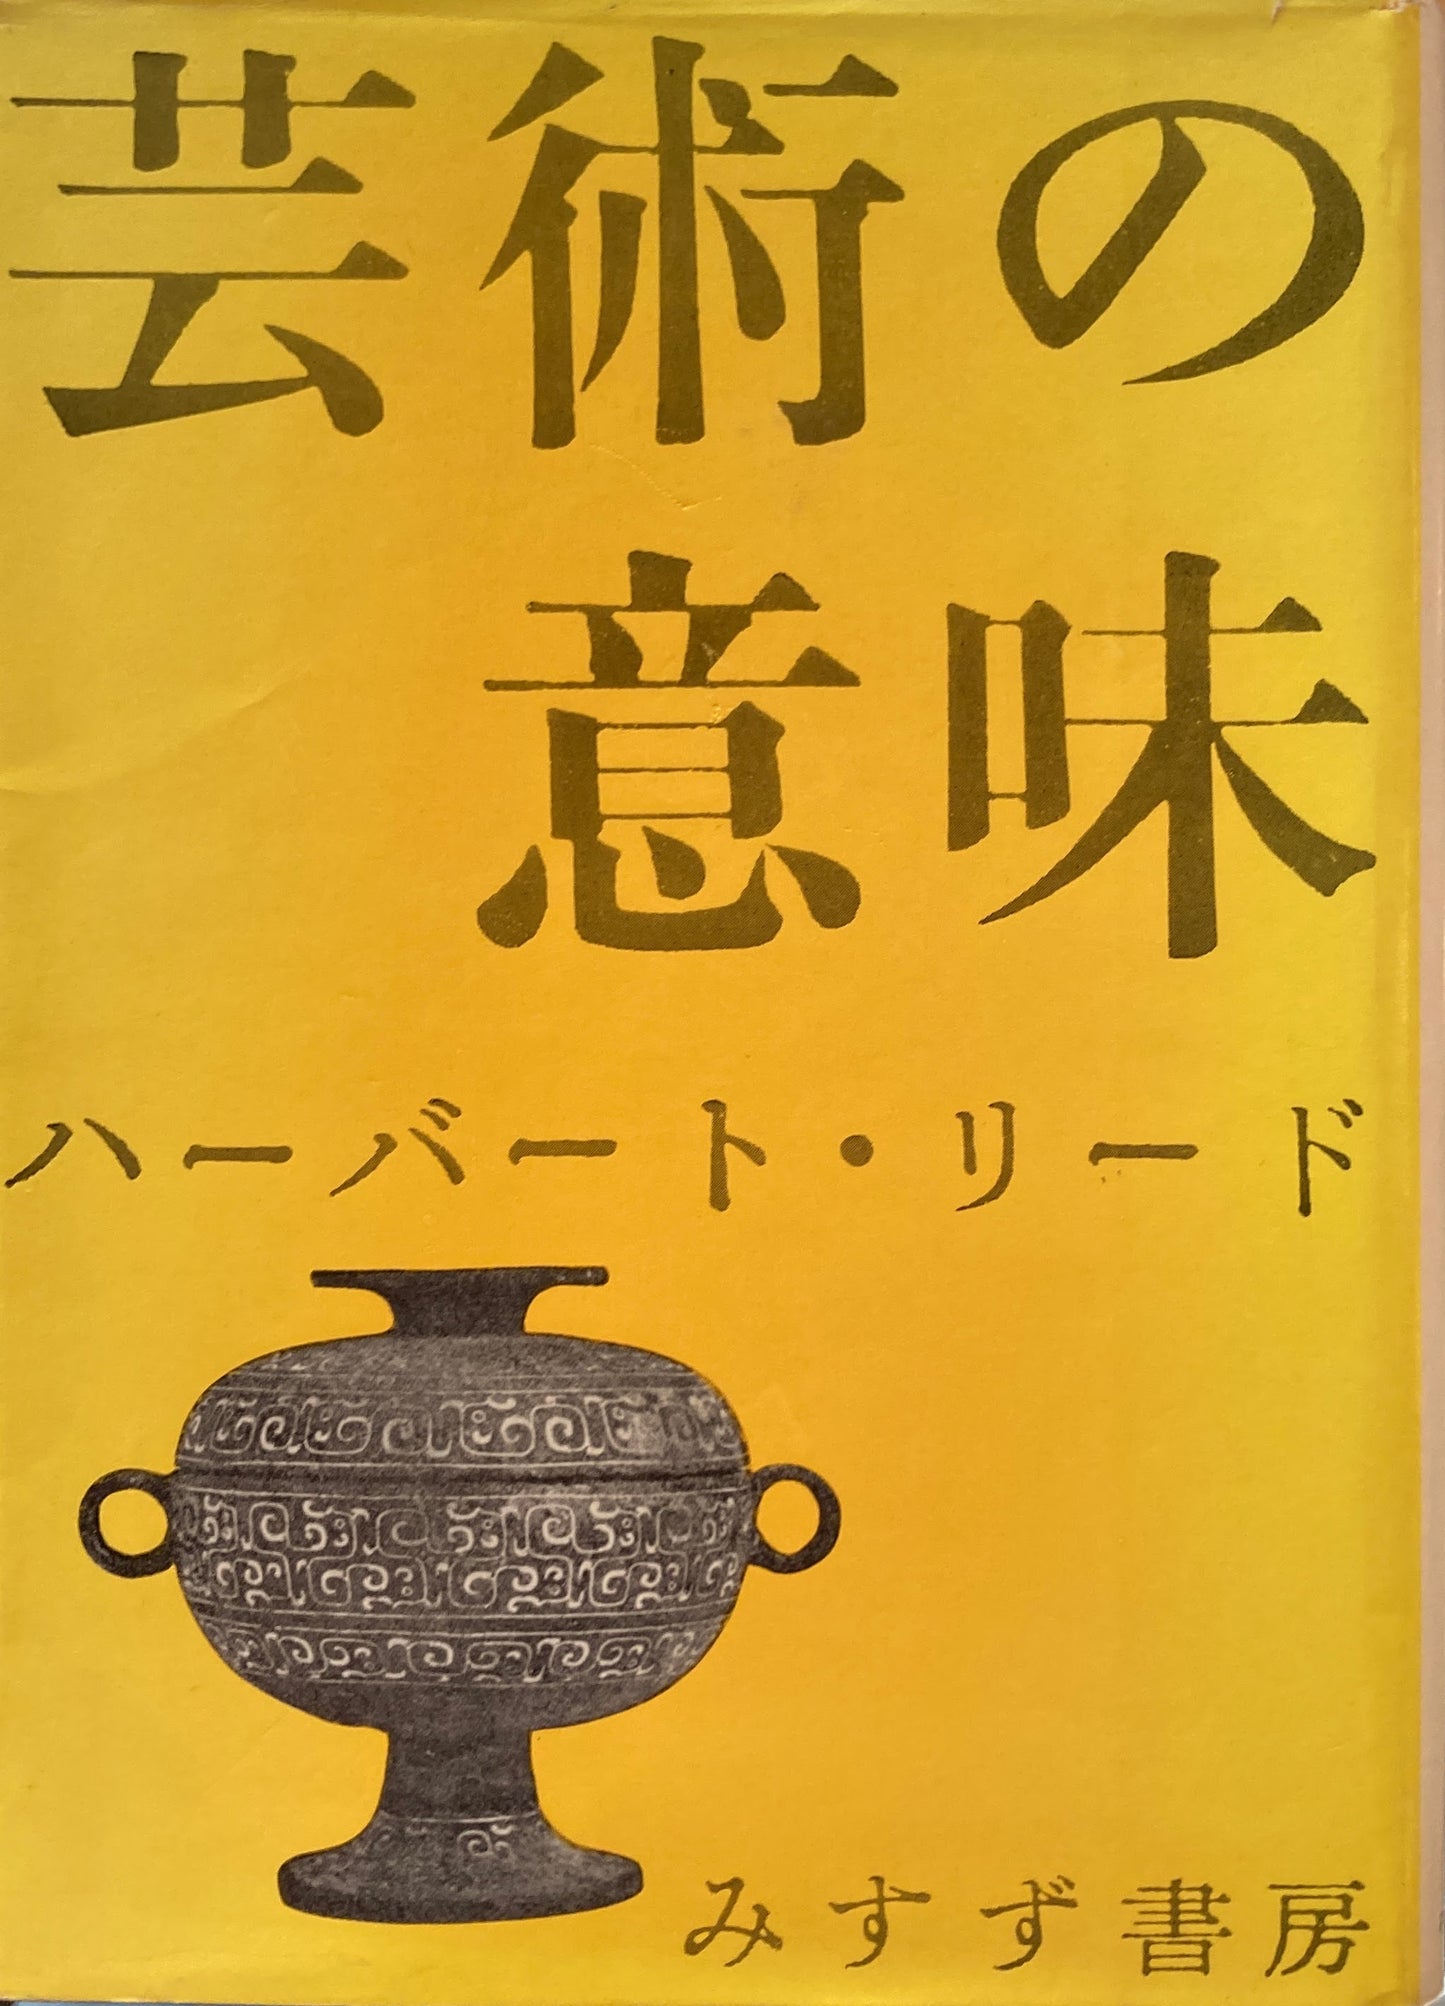 芸術の
意味
ハーバート・リード
みすず書房